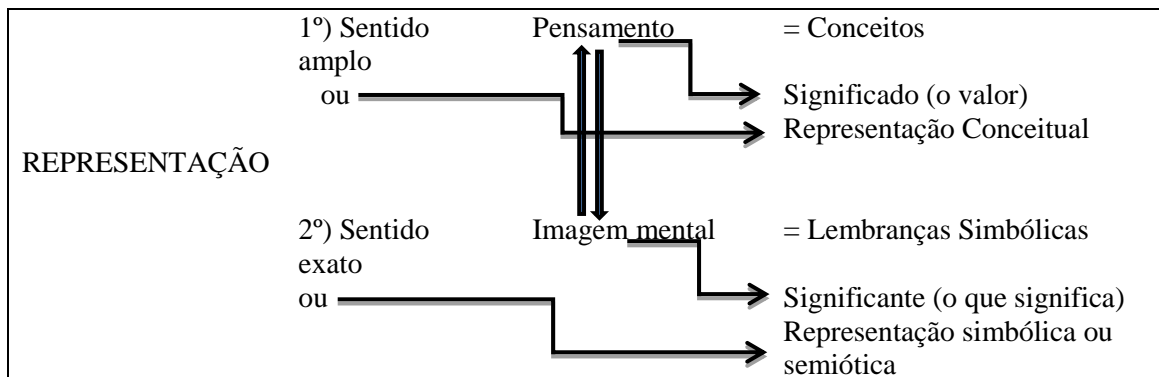 1º) Sentido Pensamento = Conceitos
amplo
ou Significado (o valor)
Representação Conceitual
REPRESENTAÇÃO
2º) Sentido Imagem mental = Lembranças Simbólicas
exato
ou Significante (o que significa)
Representação simbólica ou
semiótica